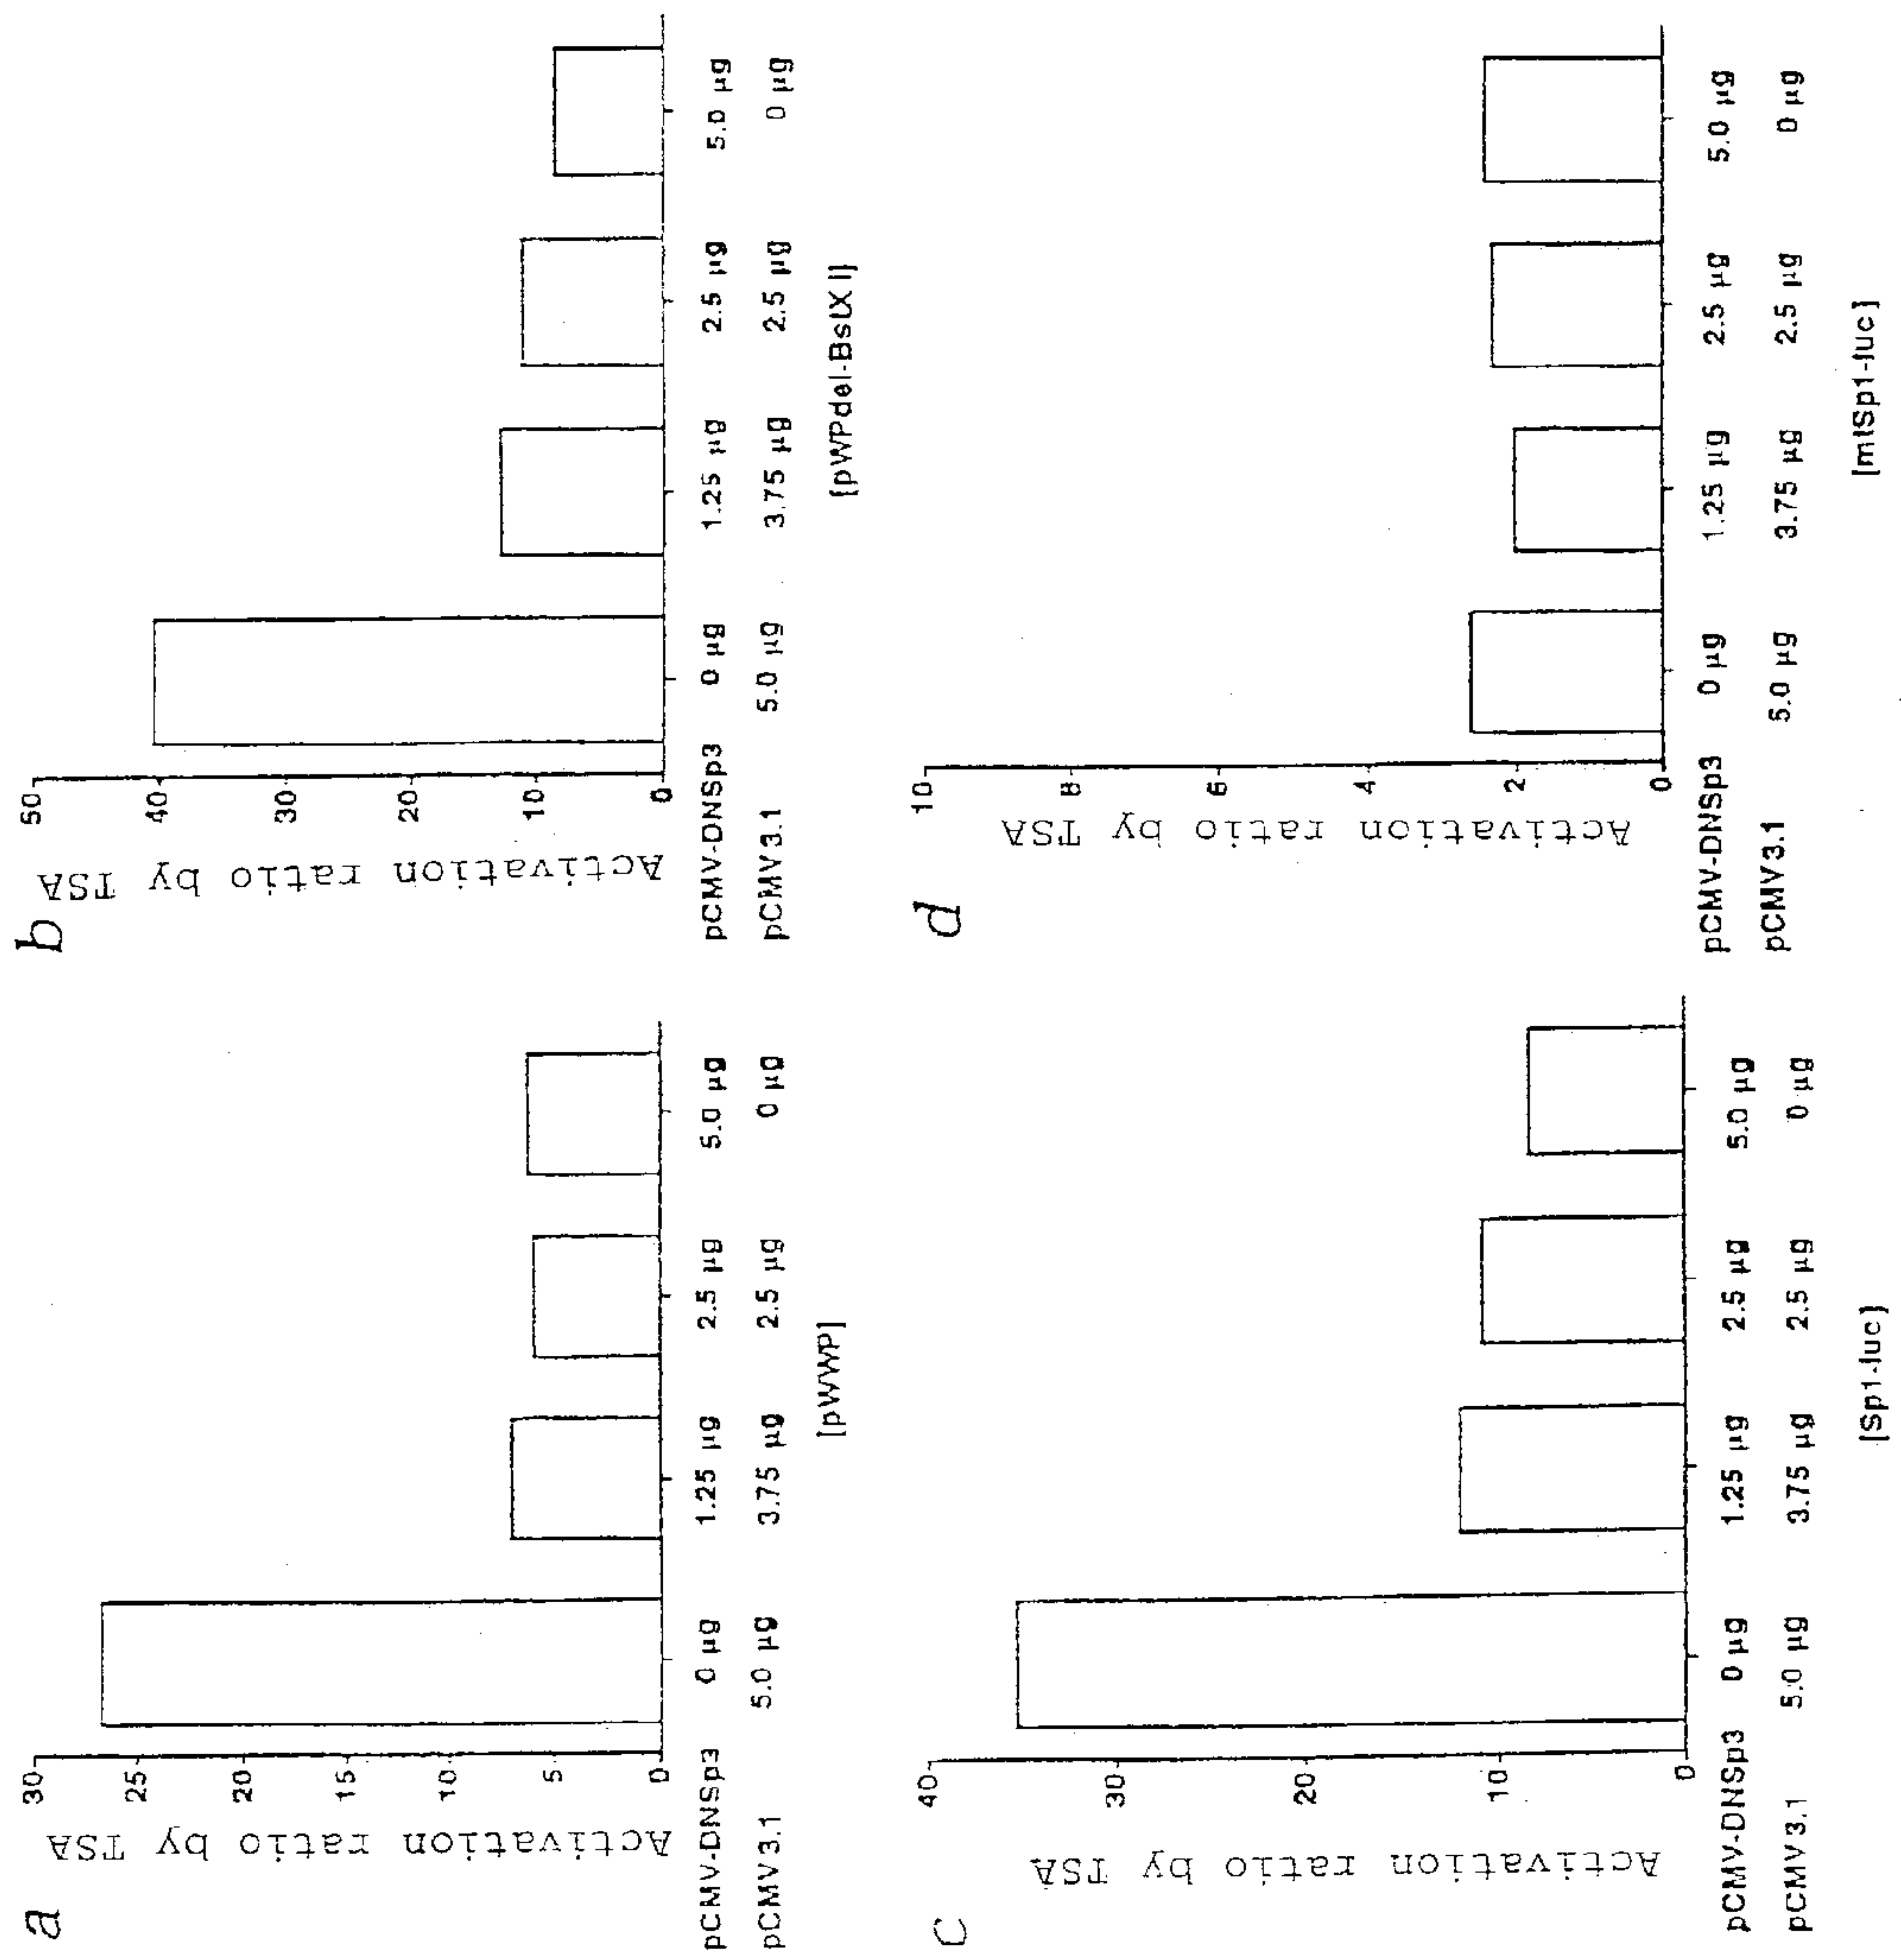 a
Activation ratio by TSA
30
25
20
15
10
5
0
pCMV-DNSp3 0 µg 1.25 µg 2.5 µg 5.0 µg
pCMV3.1 5.0 µg 3.75 µg 2.5 µg 0 µg
[pWWP]
b
Activation ratio by TSA
50
40
30
20
10
0
pCMV-DNSp3 0 µg 1.25 µg 2.5 µg 5.0 µg
pCMV3.1 5.0 µg 3.75 µg 2.5 µg 0 µg
[pWPdel-BstX I]
c
Activation ratio by TSA
40
30
20
10
0
pCMV-DNSp3 0 µg 1.25 µg 2.5 µg 5.0 µg
pCMV3.1 5.0 µg 3.75 µg 2.5 µg 0 µg
[Sp1-luc]
d
Activation ratio by TSA
10
8
6
4
2
0
pCMV-DNSp3 0 µg 1.25 µg 2.5 µg 5.0 µg
pCMV3.1 5.0 µg 3.75 µg 2.5 µg 0 µg
[mtSp1-luc]